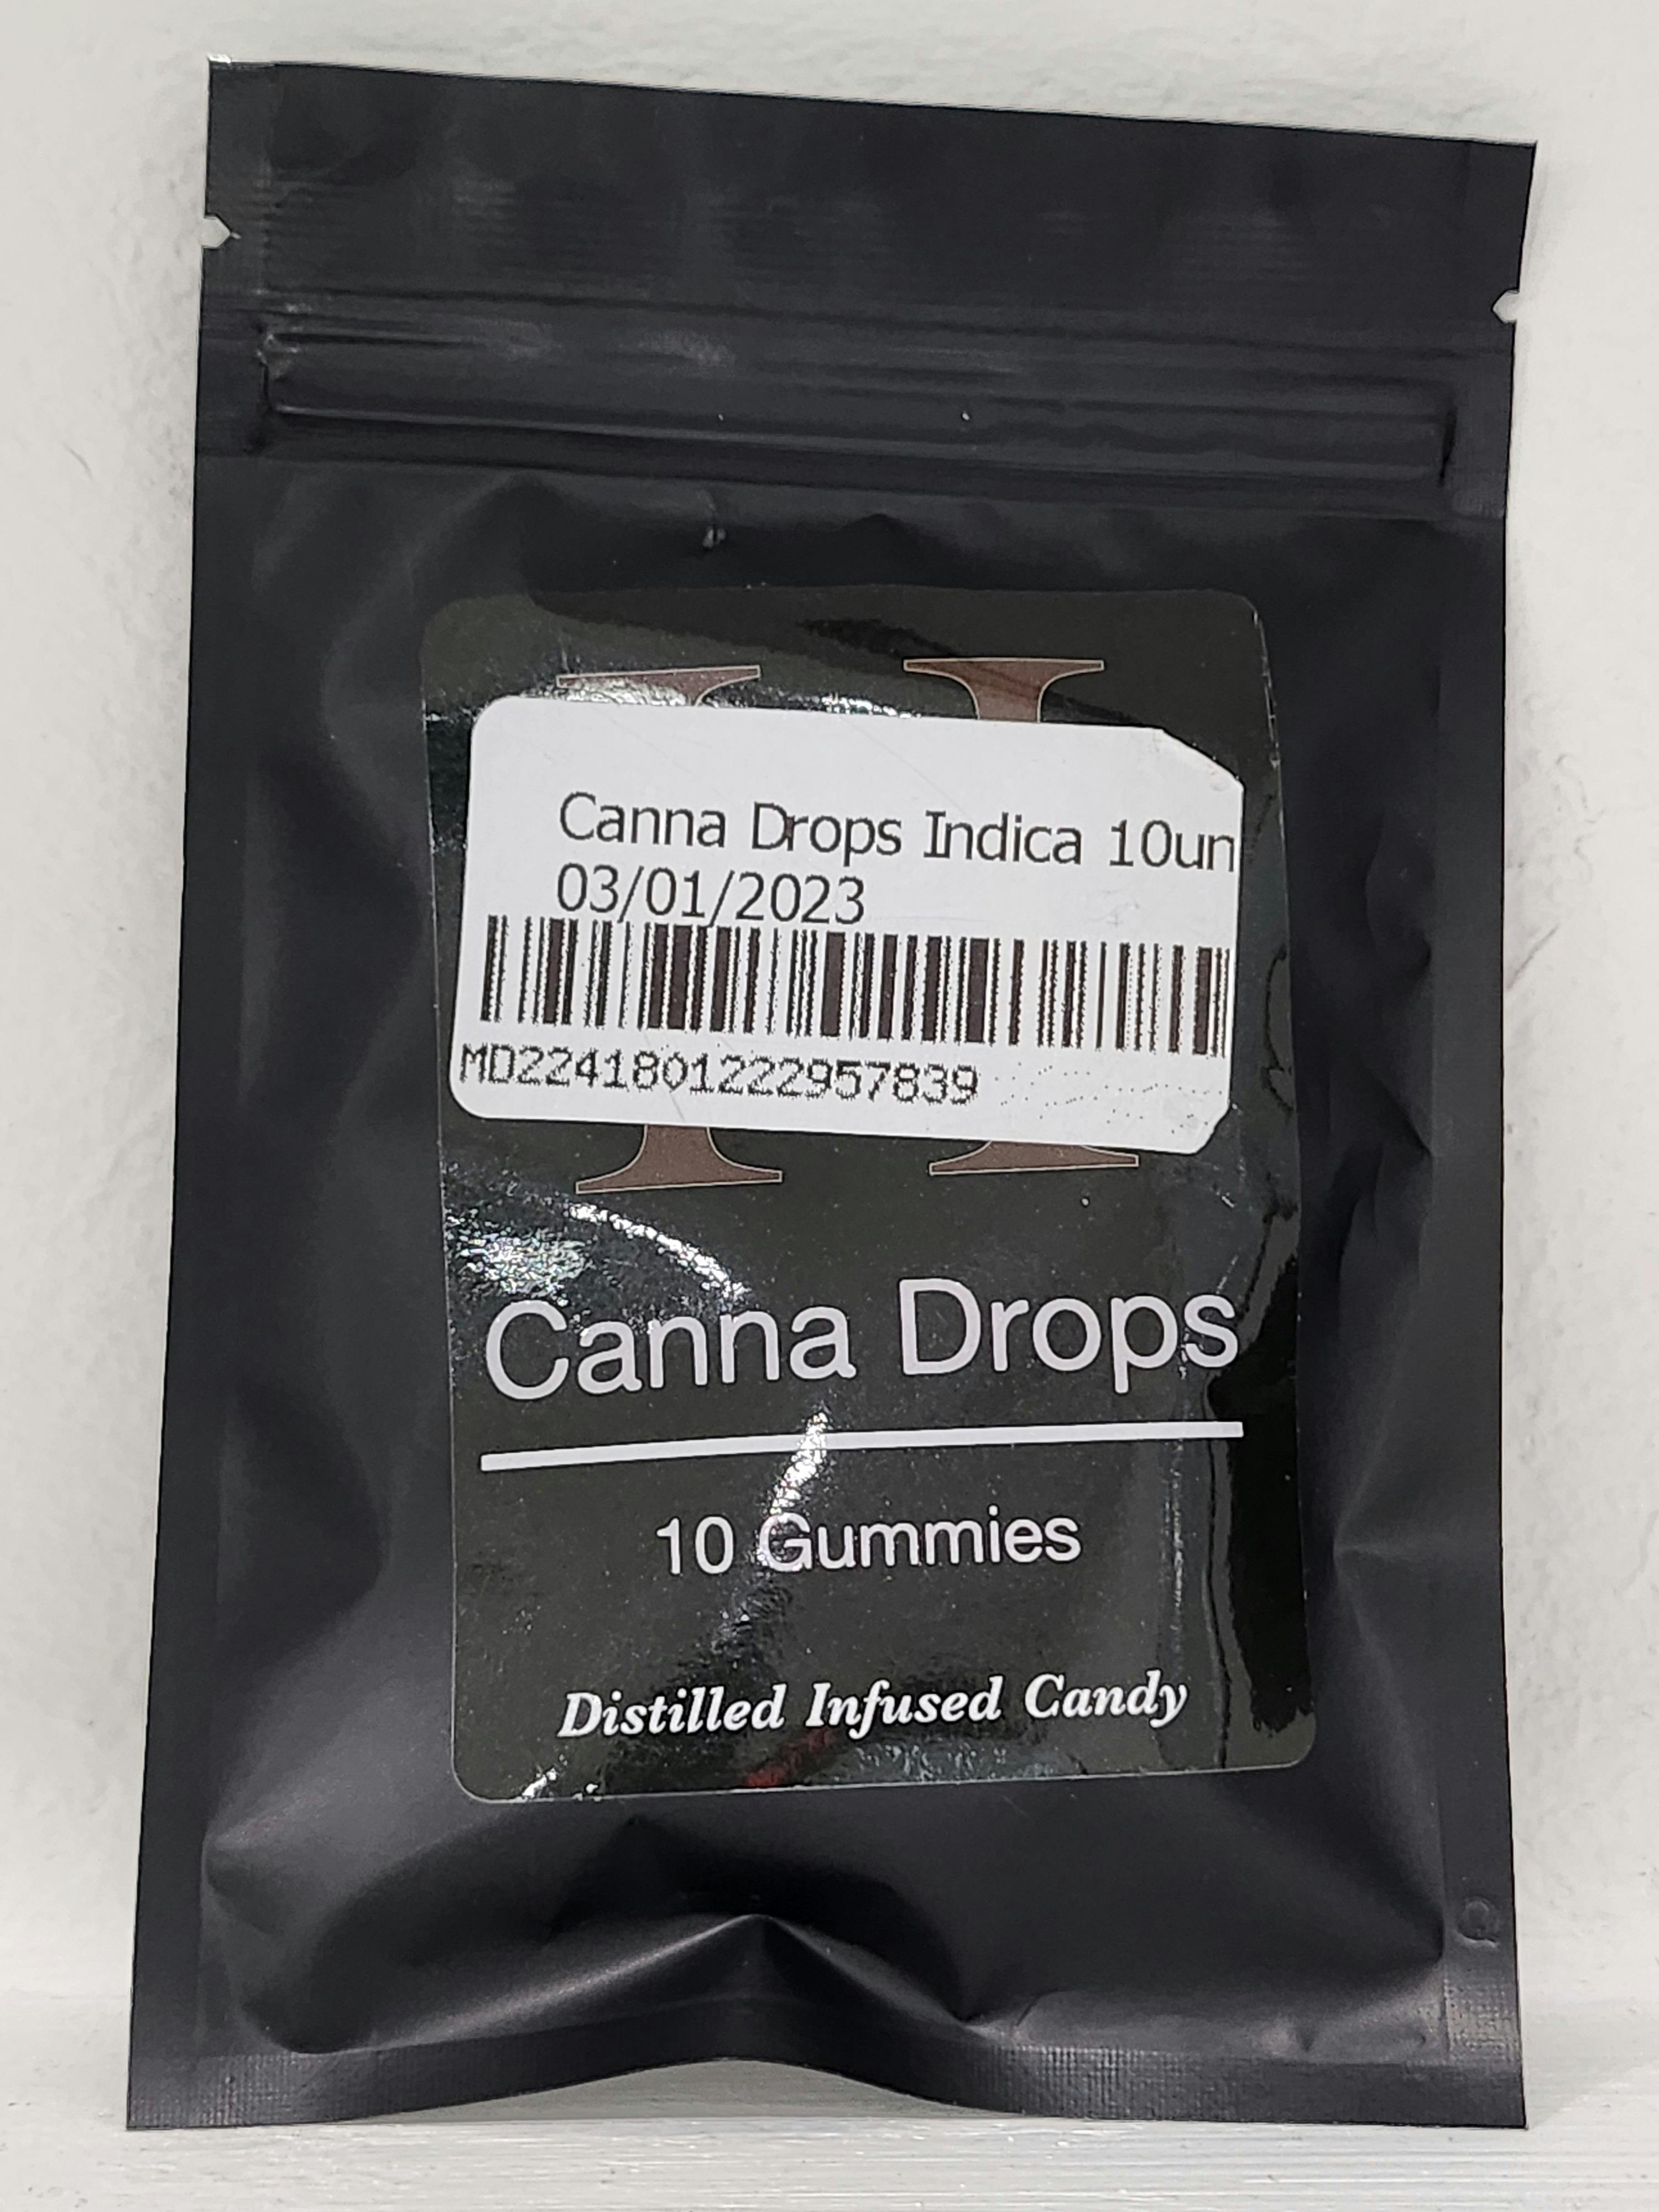 Canna Drops Indica 10un
03/01/2023
MD2241801222957839
Canna Drops
10 Gummies
Distilled Infused Candy